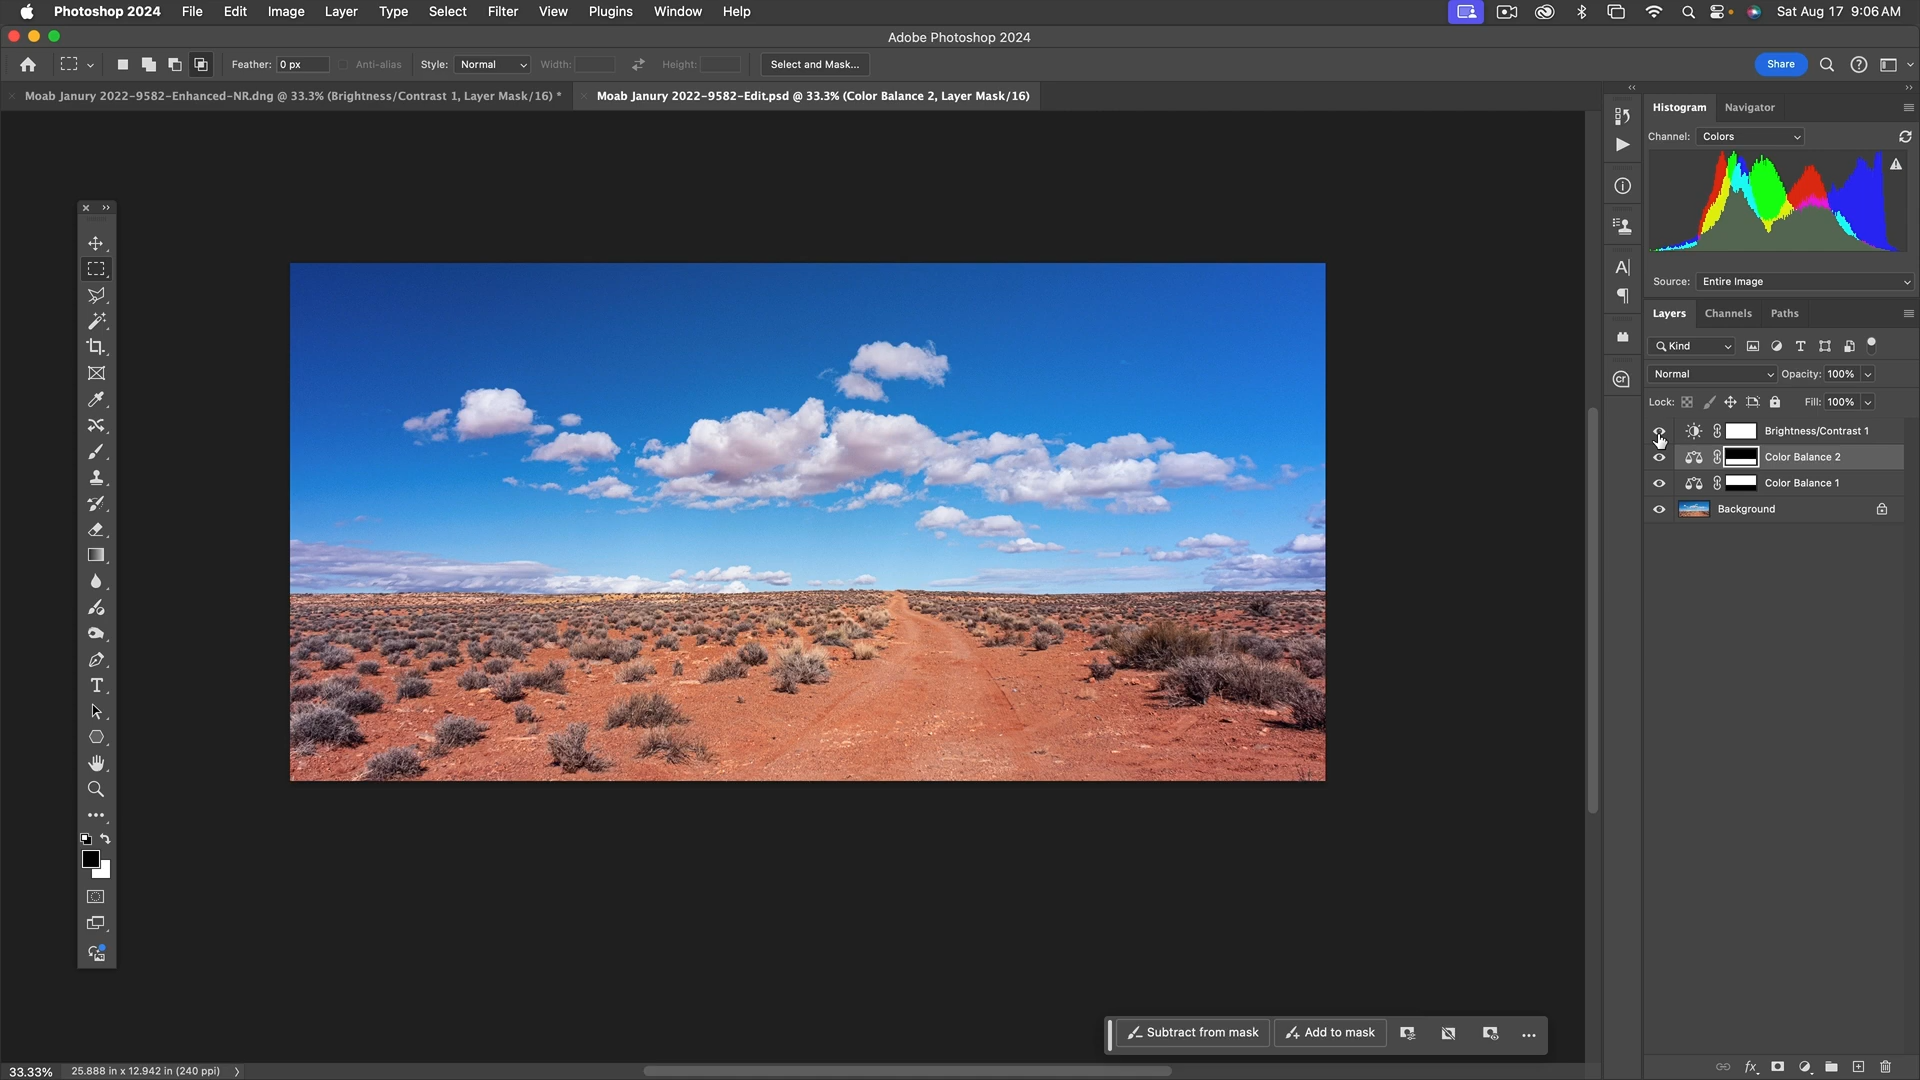 Photoshop 2024 File Edit Image Layer Type Select Filter View Plugins Window Help Sat Aug 17 9:06 AM
Adobe Photoshop 2024
Feather: 0 px Anti-alias Style: Normal Width: Height: Select and Mask... Share
Moab Janury 2022-9582-Enhanced-NR.dng @ 33.3% (Brightness/Contrast 1, Layer Mask/16) *
Moab Janury 2022-9582-Edit.psd @ 33.3% (Color Balance 2, Layer Mask/16)
Histogram Navigator
Channel: Colors
Source: Entire Image
Layers Channels Paths
Kind
Normal Opacity: 100%
Lock: Fill: 100%
Brightness/Contrast 1
Color Balance 2
Color Balance 1
Background
Subtract from mask Add to mask
33.33% 25.888 in x 12.942 in (240 ppi)